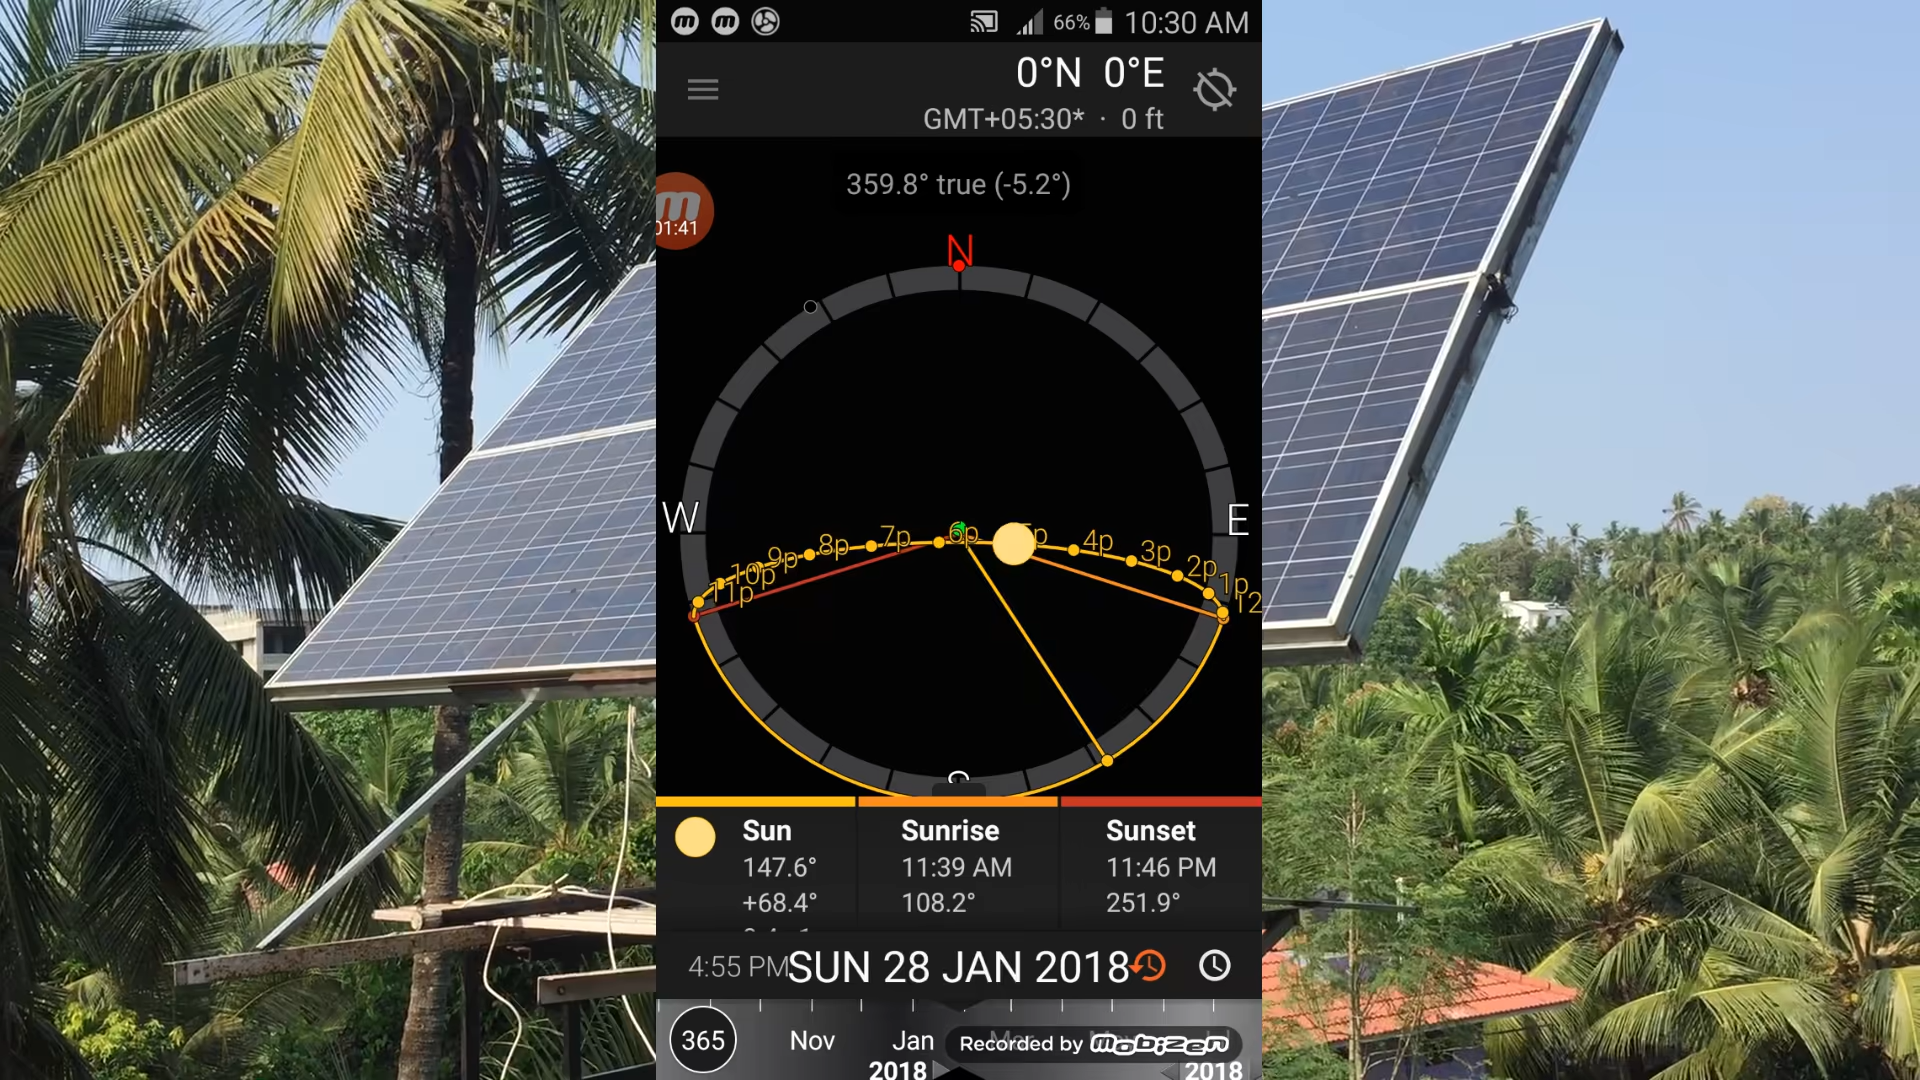 66% 10:30 AM
0°N 0°E
GMT+05:30* · 0 ft
359.8° true (-5.2°)
m
01:41
N
W
E
11p 10p 9p 8p 7p 6p 4p 3p 2p 1p 12
Sun
147.6°
+68.4°
Sunrise
11:39 AM
108.2°
Sunset
11:46 PM
251.9°
4:55 PM SUN 28 JAN 2018
365 Nov Jan
2018 2018
Recorded by mobizen